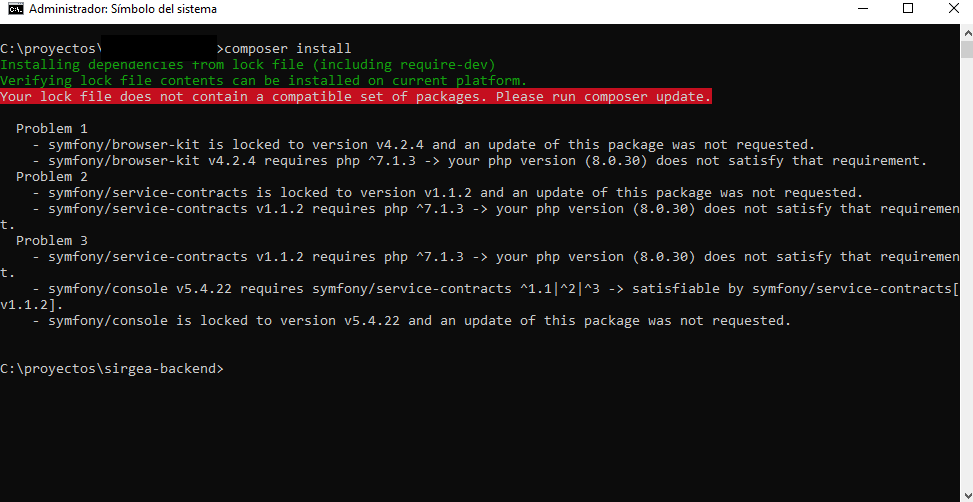 Administrador: Símbolo del sistema
C:\proyectos\ >composer install
Installing dependencies from lock file (including require-dev)
Verifying lock file contents can be installed on current platform.
Your lock file does not contain a compatible set of packages. Please run composer update.
Problem 1
- symfony/browser-kit is locked to version v4.2.4 and an update of this package was not requested.
- symfony/browser-kit v4.2.4 requires php ^7.1.3 -> your php version (8.0.30) does not satisfy that requirement.
Problem 2
- symfony/service-contracts is locked to version v1.1.2 and an update of this package was not requested.
- symfony/service-contracts v1.1.2 requires php ^7.1.3 -> your php version (8.0.30) does not satisfy that requiremen
t.
Problem 3
- symfony/service-contracts v1.1.2 requires php ^7.1.3 -> your php version (8.0.30) does not satisfy that requiremen
t.
- symfony/console v5.4.22 requires symfony/service-contracts ^1.1|^2|^3 -> satisfiable by symfony/service-contracts[
v1.1.2].
- symfony/console is locked to version v5.4.22 and an update of this package was not requested.
C:\proyectos\sirgea-backend>